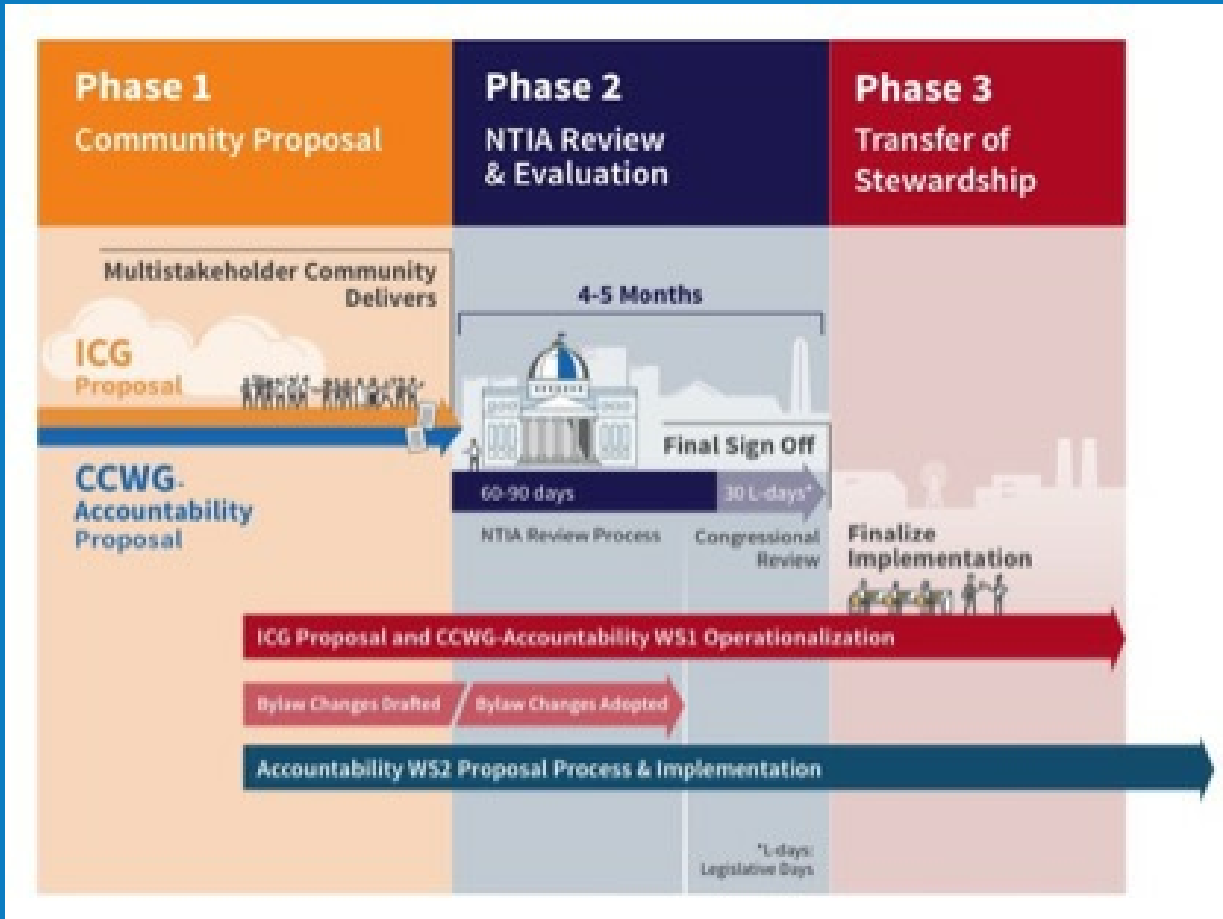 Phase 1
Community Proposal
Phase 2
NTIA Review
& Evaluation
Phase 3
Transfer of
Stewardship
Multistakeholder Community
Delivers
ICG
Proposal
CCWG-
Accountability
Proposal
4-5 Months
Final Sign Off
60-90 days
30 L-days*
NTIA Review Process
Congressional
Review
Finalize
Implementation
ICG Proposal and CCWG-Accountability WS1 Operationalization
Bylaw Changes Drafted
Bylaw Changes Adopted
Accountability WS2 Proposal Process & Implementation
*L-days:
Legislative Days